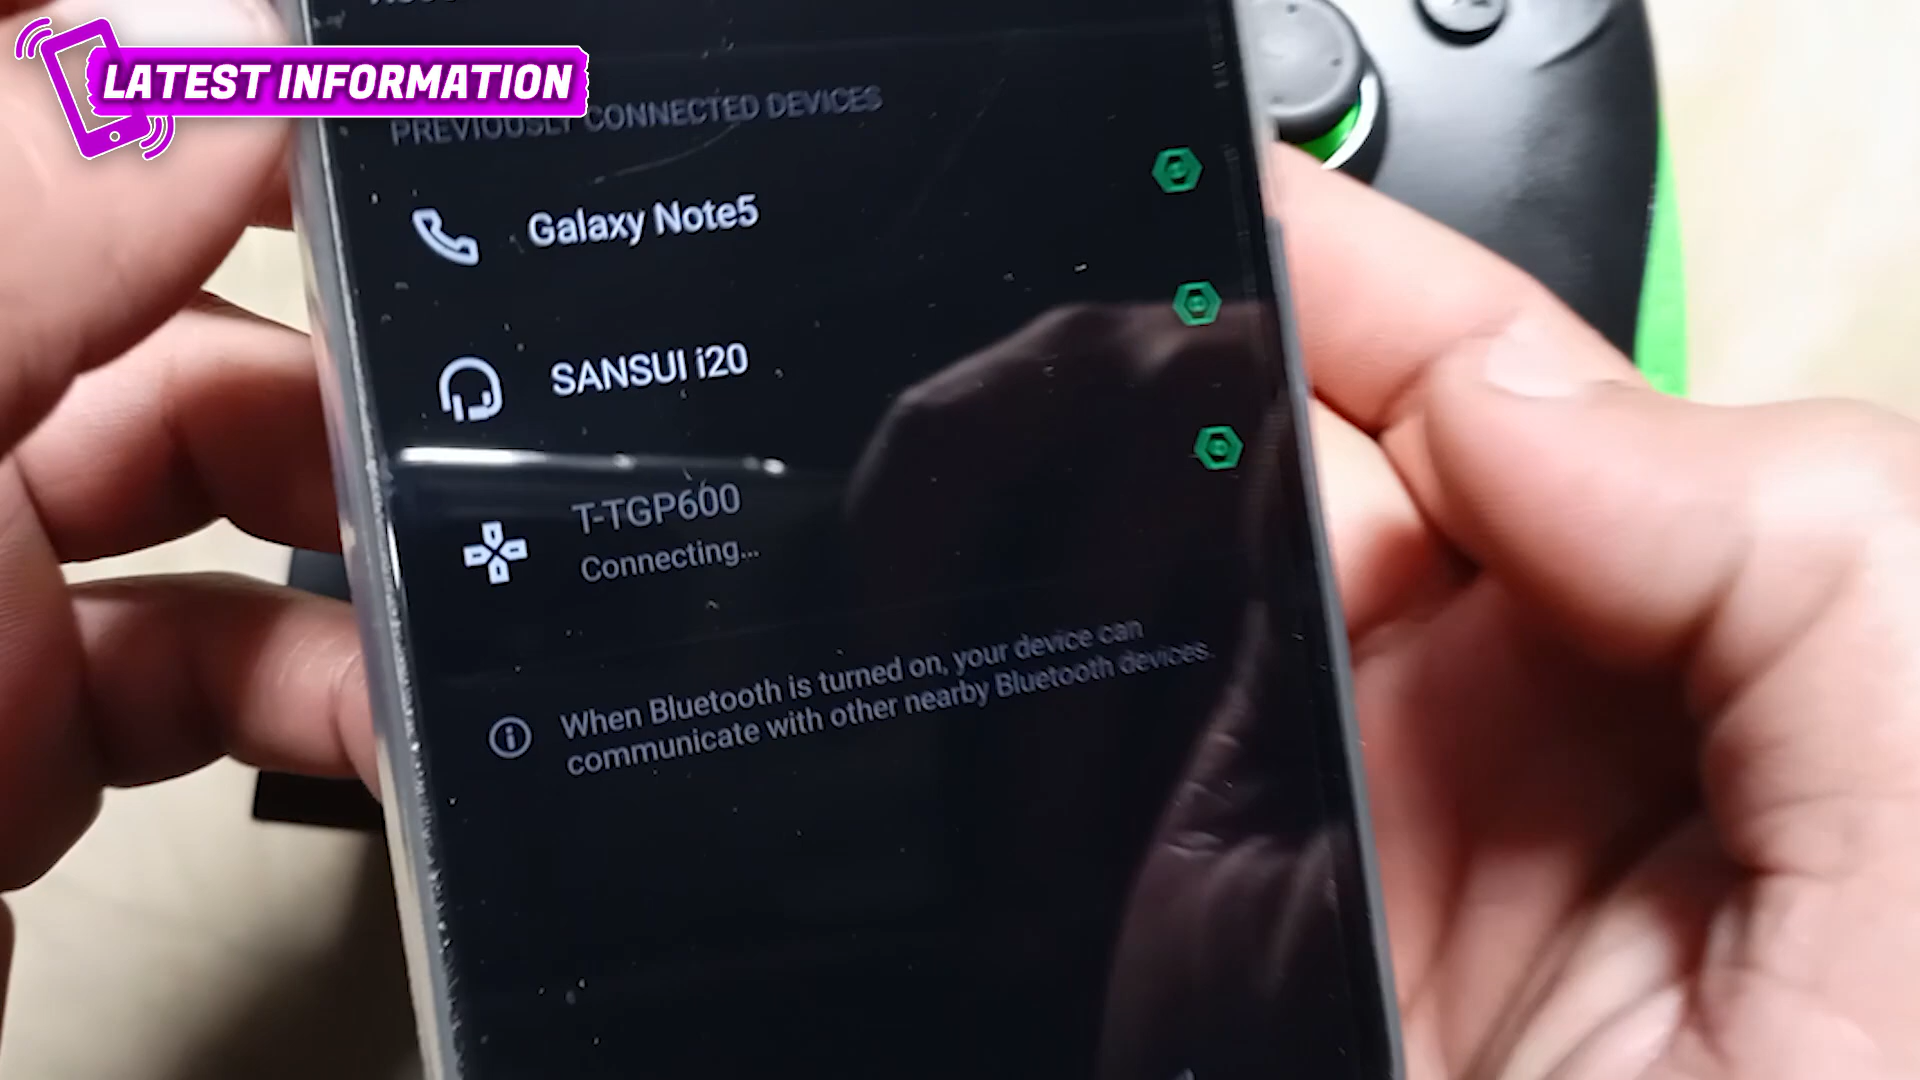 LATEST INFORMATION
PREVIOUSLY CONNECTED DEVICES
Galaxy Note5
SANSUI i20
T-TGP600
Connecting...
When Bluetooth is turned on, your device can
communicate with other nearby Bluetooth devices.